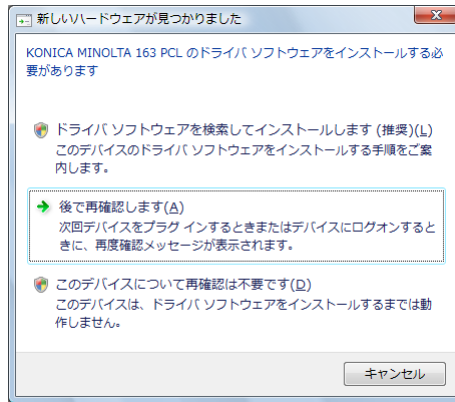 新しいハードウェアが見つかりました
KONICA MINOLTA 163 PCL のドライバ ソフトウェアをインストールする必
要があります
ドライバ ソフトウェアを検索してインストールします (推奨)(L)
このデバイスのドライバ ソフトウェアをインストールする手順をご案
内します。
後で再確認します(A)
次回デバイスをプラグ インするときまたはデバイスにログオンすると
きに、再度確認メッセージが表示されます。
このデバイスについて再確認は不要です(D)
このデバイスは、ドライバ ソフトウェアをインストールするまでは動
作しません。
キャンセル